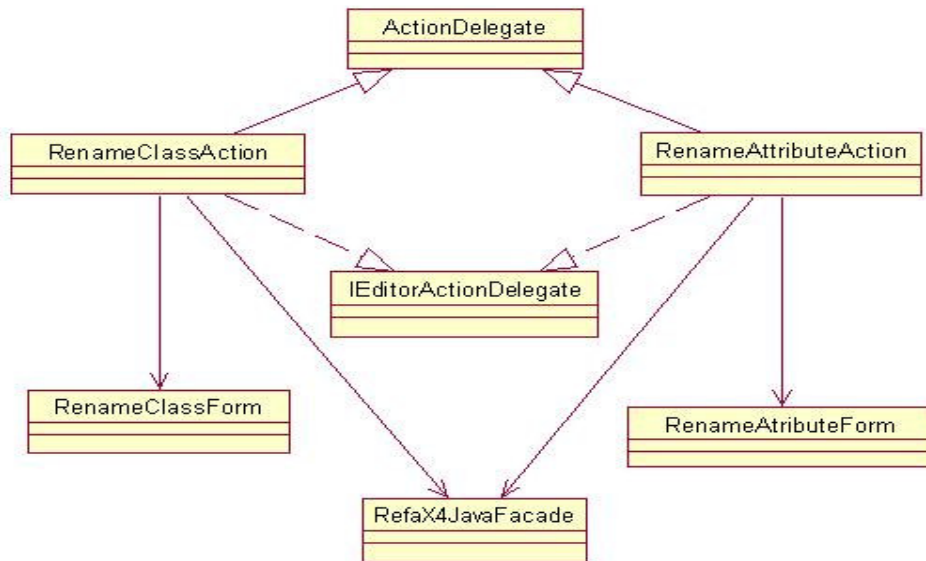 ActionDelegate
RenameClassAction
RenameAttributeAction
IEditorActionDelegate
RenameClassForm
RenameAtributeForm
RefaX4JavaFacade